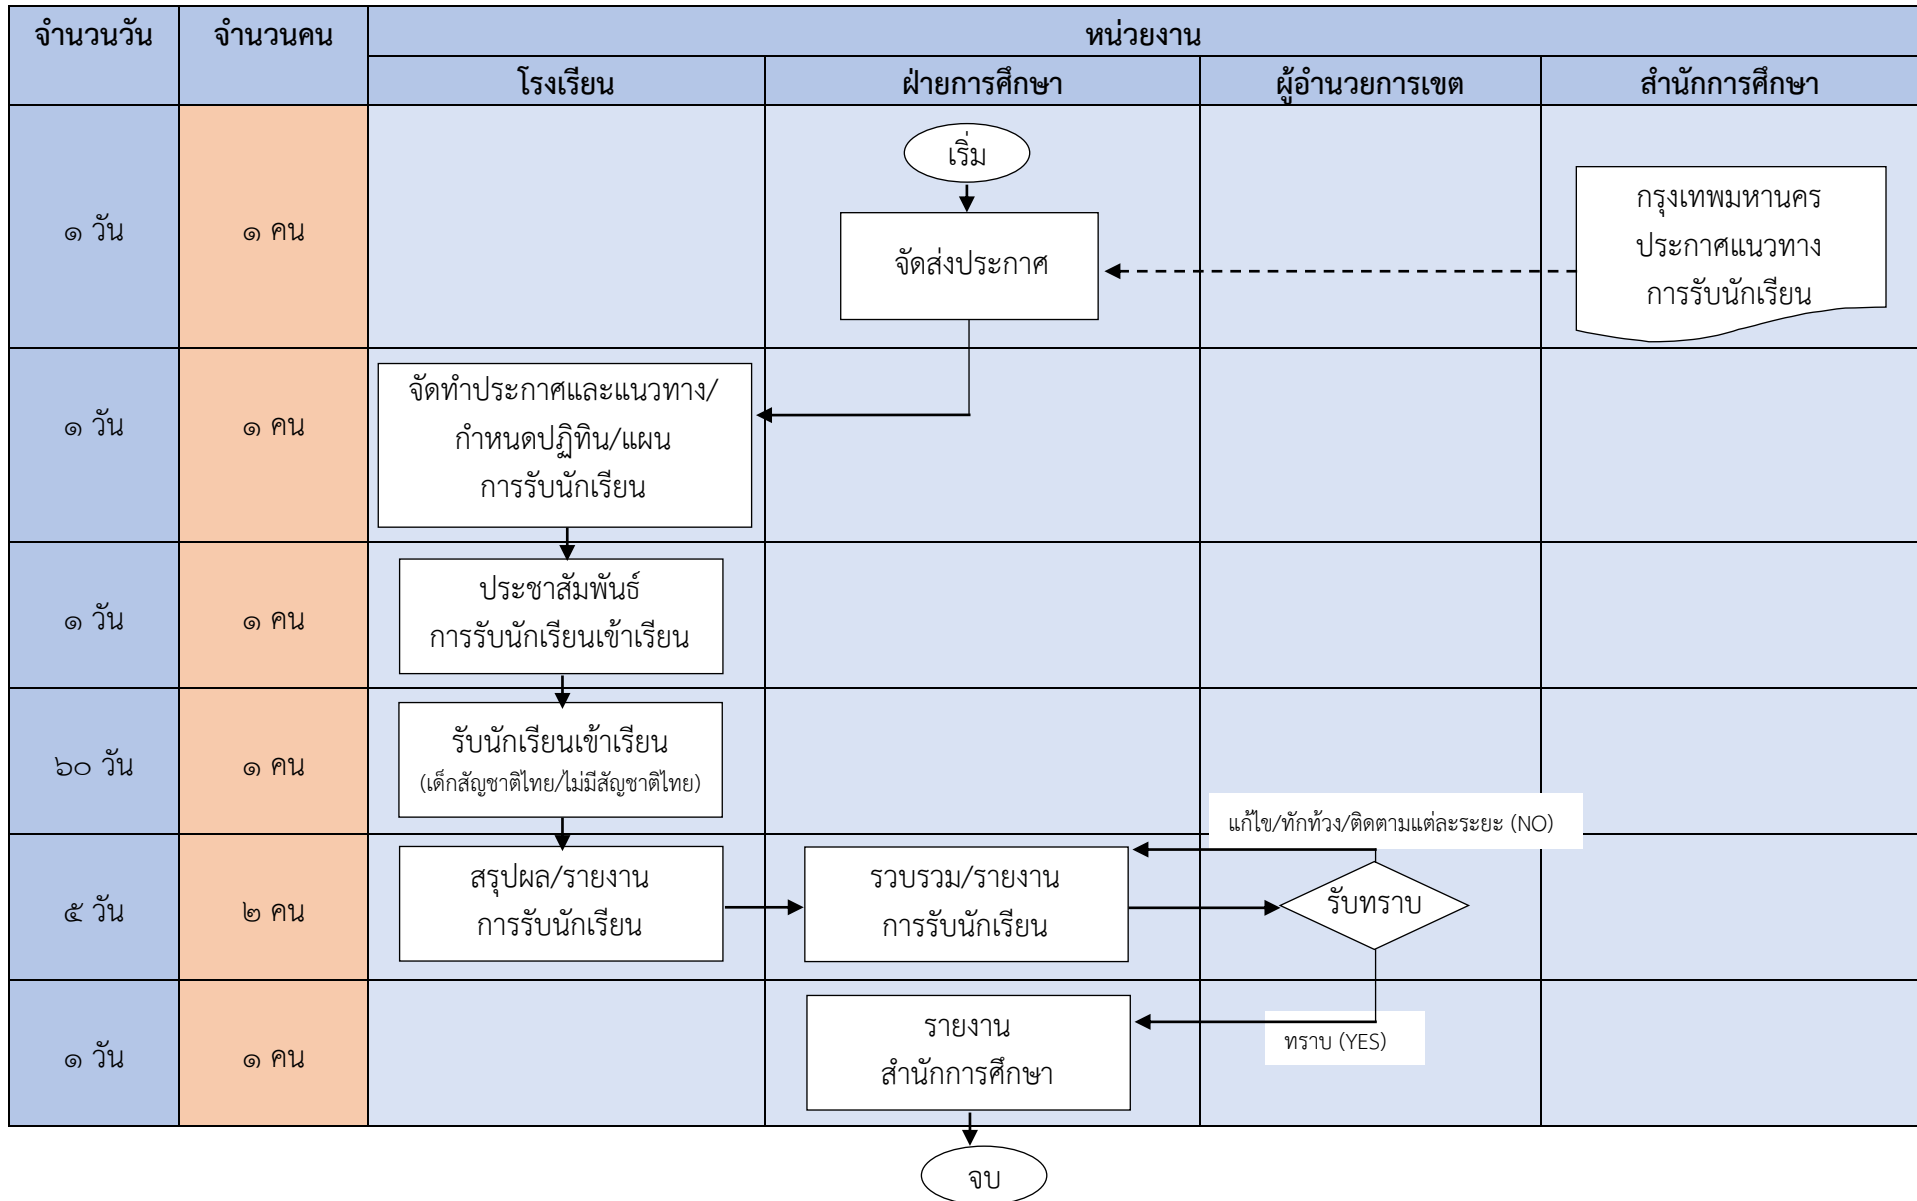 จำนวนวัน
จำนวนคน
หน่วยงาน
โรงเรียน
ฝ่ายการศึกษา
ผู้อำนวยการเขต
สำนักการศึกษา
๑ วัน
๑ คน
เริ่ม
จัดส่งประกาศ
กรุงเทพมหานคร
ประกาศแนวทาง
การรับนักเรียน
๑ วัน
๑ คน
จัดทำประกาศและแนวทาง/
กำหนดปฏิทิน/แผน
การรับนักเรียน
๑ วัน
๑ คน
ประชาสัมพันธ์
การรับนักเรียนเข้าเรียน
๖๐ วัน
๑ คน
รับนักเรียนเข้าเรียน
(เด็กสัญชาติไทย/ไม่มีสัญชาติไทย)
แก้ไข/ทักท้วง/ติดตามแต่ละระยะ (NO)
๕ วัน
๒ คน
สรุปผล/รายงาน
การรับนักเรียน
รวบรวม/รายงาน
การรับนักเรียน
รับทราบ
๑ วัน
๑ คน
รายงาน
สำนักการศึกษา
ทราบ (YES)
จบ